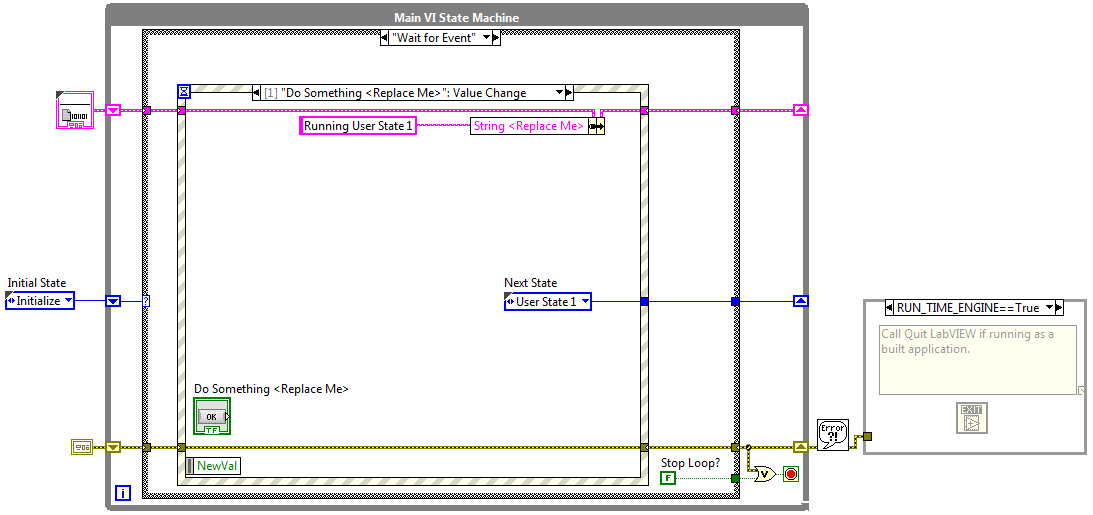 Main VI State Machine
"Wait for Event"
[1] "Do Something <Replace Me>": Value Change
Running User State 1
String <Replace Me>
Initial State
Initialize
?
Next State
User State 1
RUN_TIME_ENGINE==True
Call Quit LabVIEW if running as a
built application.
EXIT
Do Something <Replace Me>
OK
TF
Error
?!
NewVal
Stop Loop?
F
V
i